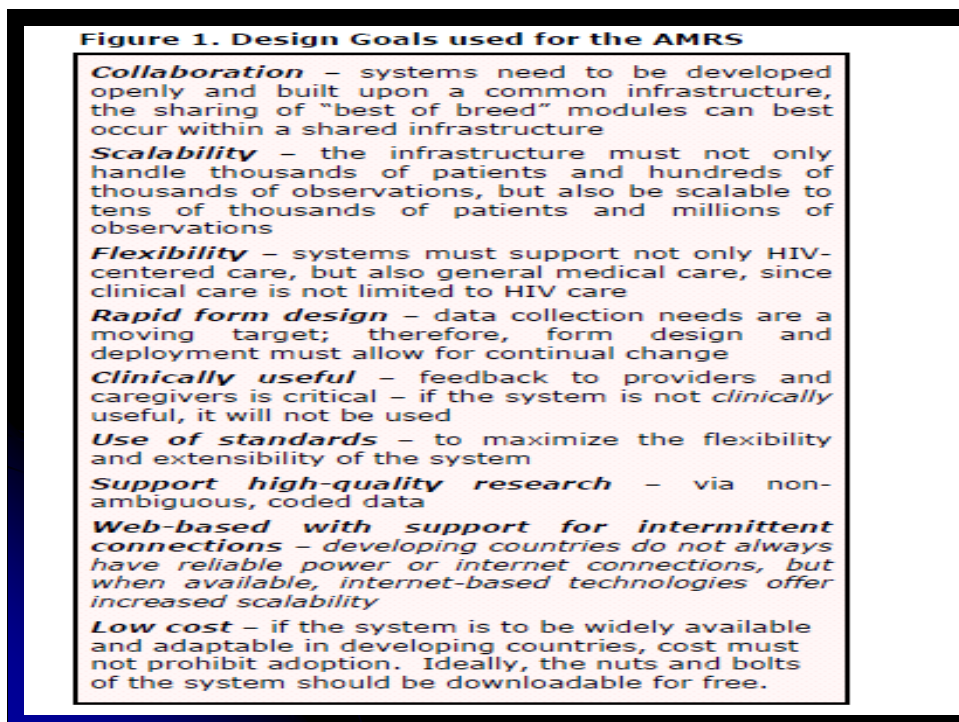 Figure 1. Design Goals used for the AMRS
Collaboration – systems need to be developed
openly and built upon a common infrastructure,
the sharing of “best of breed” modules can best
occur within a shared infrastructure
Scalability – the infrastructure must not only
handle thousands of patients and hundreds of
thousands of observations, but also be scalable to
tens of thousands of patients and millions of
observations
Flexibility – systems must support not only HIV-
centered care, but also general medical care, since
clinical care is not limited to HIV care
Rapid form design – data collection needs are a
moving target; therefore, form design and
deployment must allow for continual change
Clinically useful – feedback to providers and
caregivers is critical – if the system is not clinically
useful, it will not be used
Use of standards – to maximize the flexibility
and extensibility of the system
Support high-quality research – via non-
ambiguous, coded data
Web-based with support for intermittent
connections – developing countries do not always
have reliable power or internet connections, but
when available, internet-based technologies offer
increased scalability
Low cost – if the system is to be widely available
and adaptable in developing countries, cost must
not prohibit adoption. Ideally, the nuts and bolts
of the system should be downloadable for free.